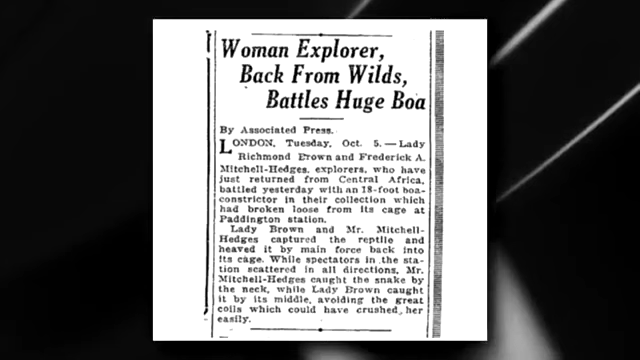 Woman Explorer,
Back From Wilds,
Battles Huge Boa
By Associated Press.
LONDON, Tuesday, Oct. 5.—Lady
Richmond Brown and Frederick A.
Mitchell-Hedges, explorers, who have
just returned from Central Africa,
battled yesterday with an 18-foot boa-
constrictor in their collection which
had broken loose from its cage at
Paddington station.
Lady Brown and Mr. Mitchell-
Hedges captured the reptile and
heaved it by main force back into
its cage. While spectators in the sta-
tion scattered in all directions, Mr.
Mitchell-Hedges caught the snake by
the neck, while Lady Brown caught
it by its middle, avoiding the great
coils which could have crushed her
easily.